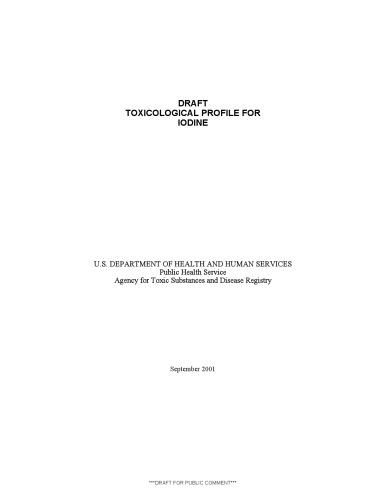 DRAFT
TOXICOLOGICAL PROFILE FOR
IODINE
U.S. DEPARTMENT OF HEALTH AND HUMAN SERVICES
Public Health Service
Agency for Toxic Substances and Disease Registry
September 2001
***DRAFT FOR PUBLIC COMMENT***